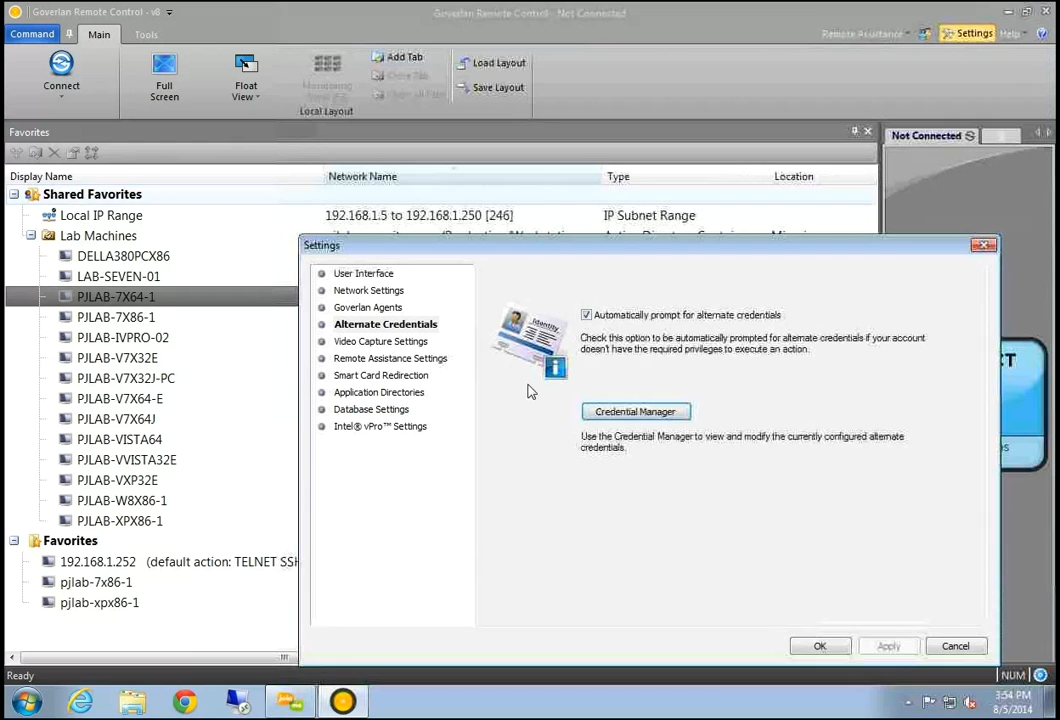 Goverlan Remote Control - v8
Goverlan Remote Control - Not Connected
Command
Main
Tools
Remote Assistance
Settings
Help
Connect
Full Screen
Float View
Add Tab
Load Layout
Save Layout
Local Layout
Favorites
Not Connected
Display Name
Network Name
Type
Location
Shared Favorites
Local IP Range
192.168.1.5 to 192.168.1.250 [246]
IP Subnet Range
Lab Machines
DELLA380PCX86
LAB-SEVEN-01
PJLAB-7X64-1
PJLAB-7X86-1
PJLAB-IVPRO-02
PJLAB-V7X32E
PJLAB-V7X32J-PC
PJLAB-V7X64-E
PJLAB-V7X64J
PJLAB-VISTA64
PJLAB-VVISTA32E
PJLAB-VXP32E
PJLAB-W8X86-1
PJLAB-XPX86-1
Favorites
192.168.1.252 (default action: TELNET SSH
pjlab-7x86-1
pjlab-xpx86-1
Settings
User Interface
Network Settings
Goverlan Agents
Alternate Credentials
Video Capture Settings
Remote Assistance Settings
Smart Card Redirection
Application Directories
Database Settings
Intel® vPro™ Settings
Identity
Automatically prompt for alternate credentials
Check this option to be automatically prompted for alternate credentials if your account
doesn't have the required privileges to execute an action.
Credential Manager
Use the Credential Manager to view and modify the currently configured alternate
credentials.
OK
Apply
Cancel
Ready
NUM
3:54 PM
8/5/2014